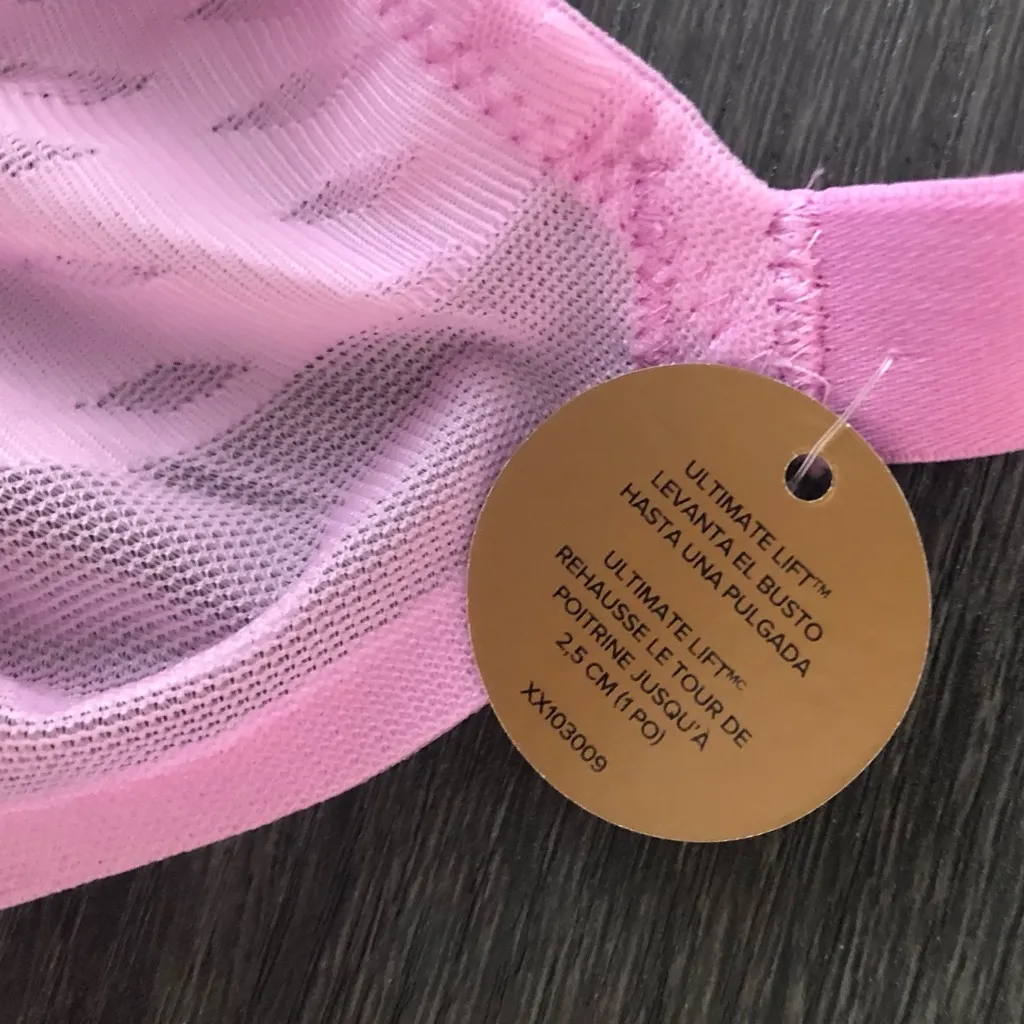 ULTIMATE LIFT™
LEVANTA EL BUSTO
HASTA UNA PULGADA
ULTIMATE LIFTᴹᶜ
REHAUSSE LE TOUR DE
POITRINE JUSQU'À
2,5 CM (1 PO)
XX103009